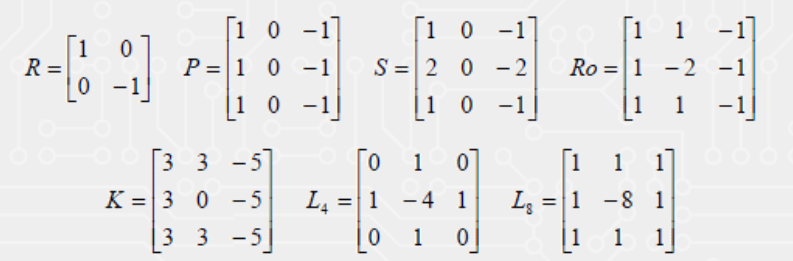 R = [1 0; 0 -1] P = [1 0 -1; 1 0 -1; 1 0 -1] S = [1 0 -1; 2 0 -2; 1 0 -1] Ro = [1 1 -1; 1 -2 -1; 1 1 -1]
K = [3 3 -5; 3 0 -5; 3 3 -5] L₄ = [0 1 0; 1 -4 1; 0 1 0] L₈ = [1 1 1; 1 -8 1; 1 1 1]